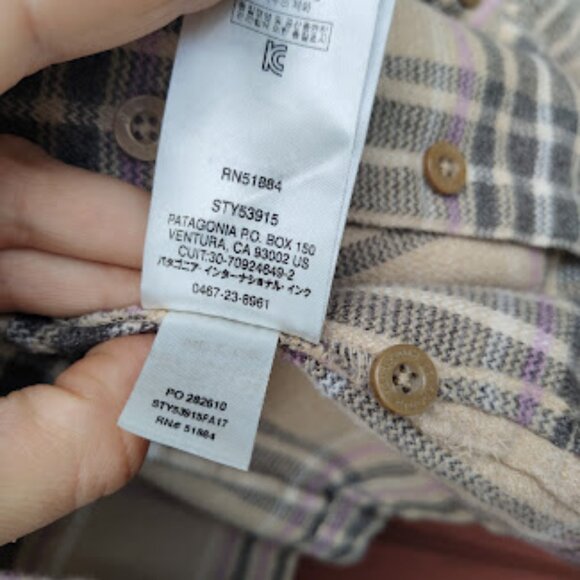 RN51884
STY53915
PATAGONIA P.O. BOX 150
VENTURA, CA 93002 US
CUIT:30-70924649-2
パタゴニア・インターナショナル・インク
0467-23-8961
PO 282610
STY53915FA17
RN# 51884